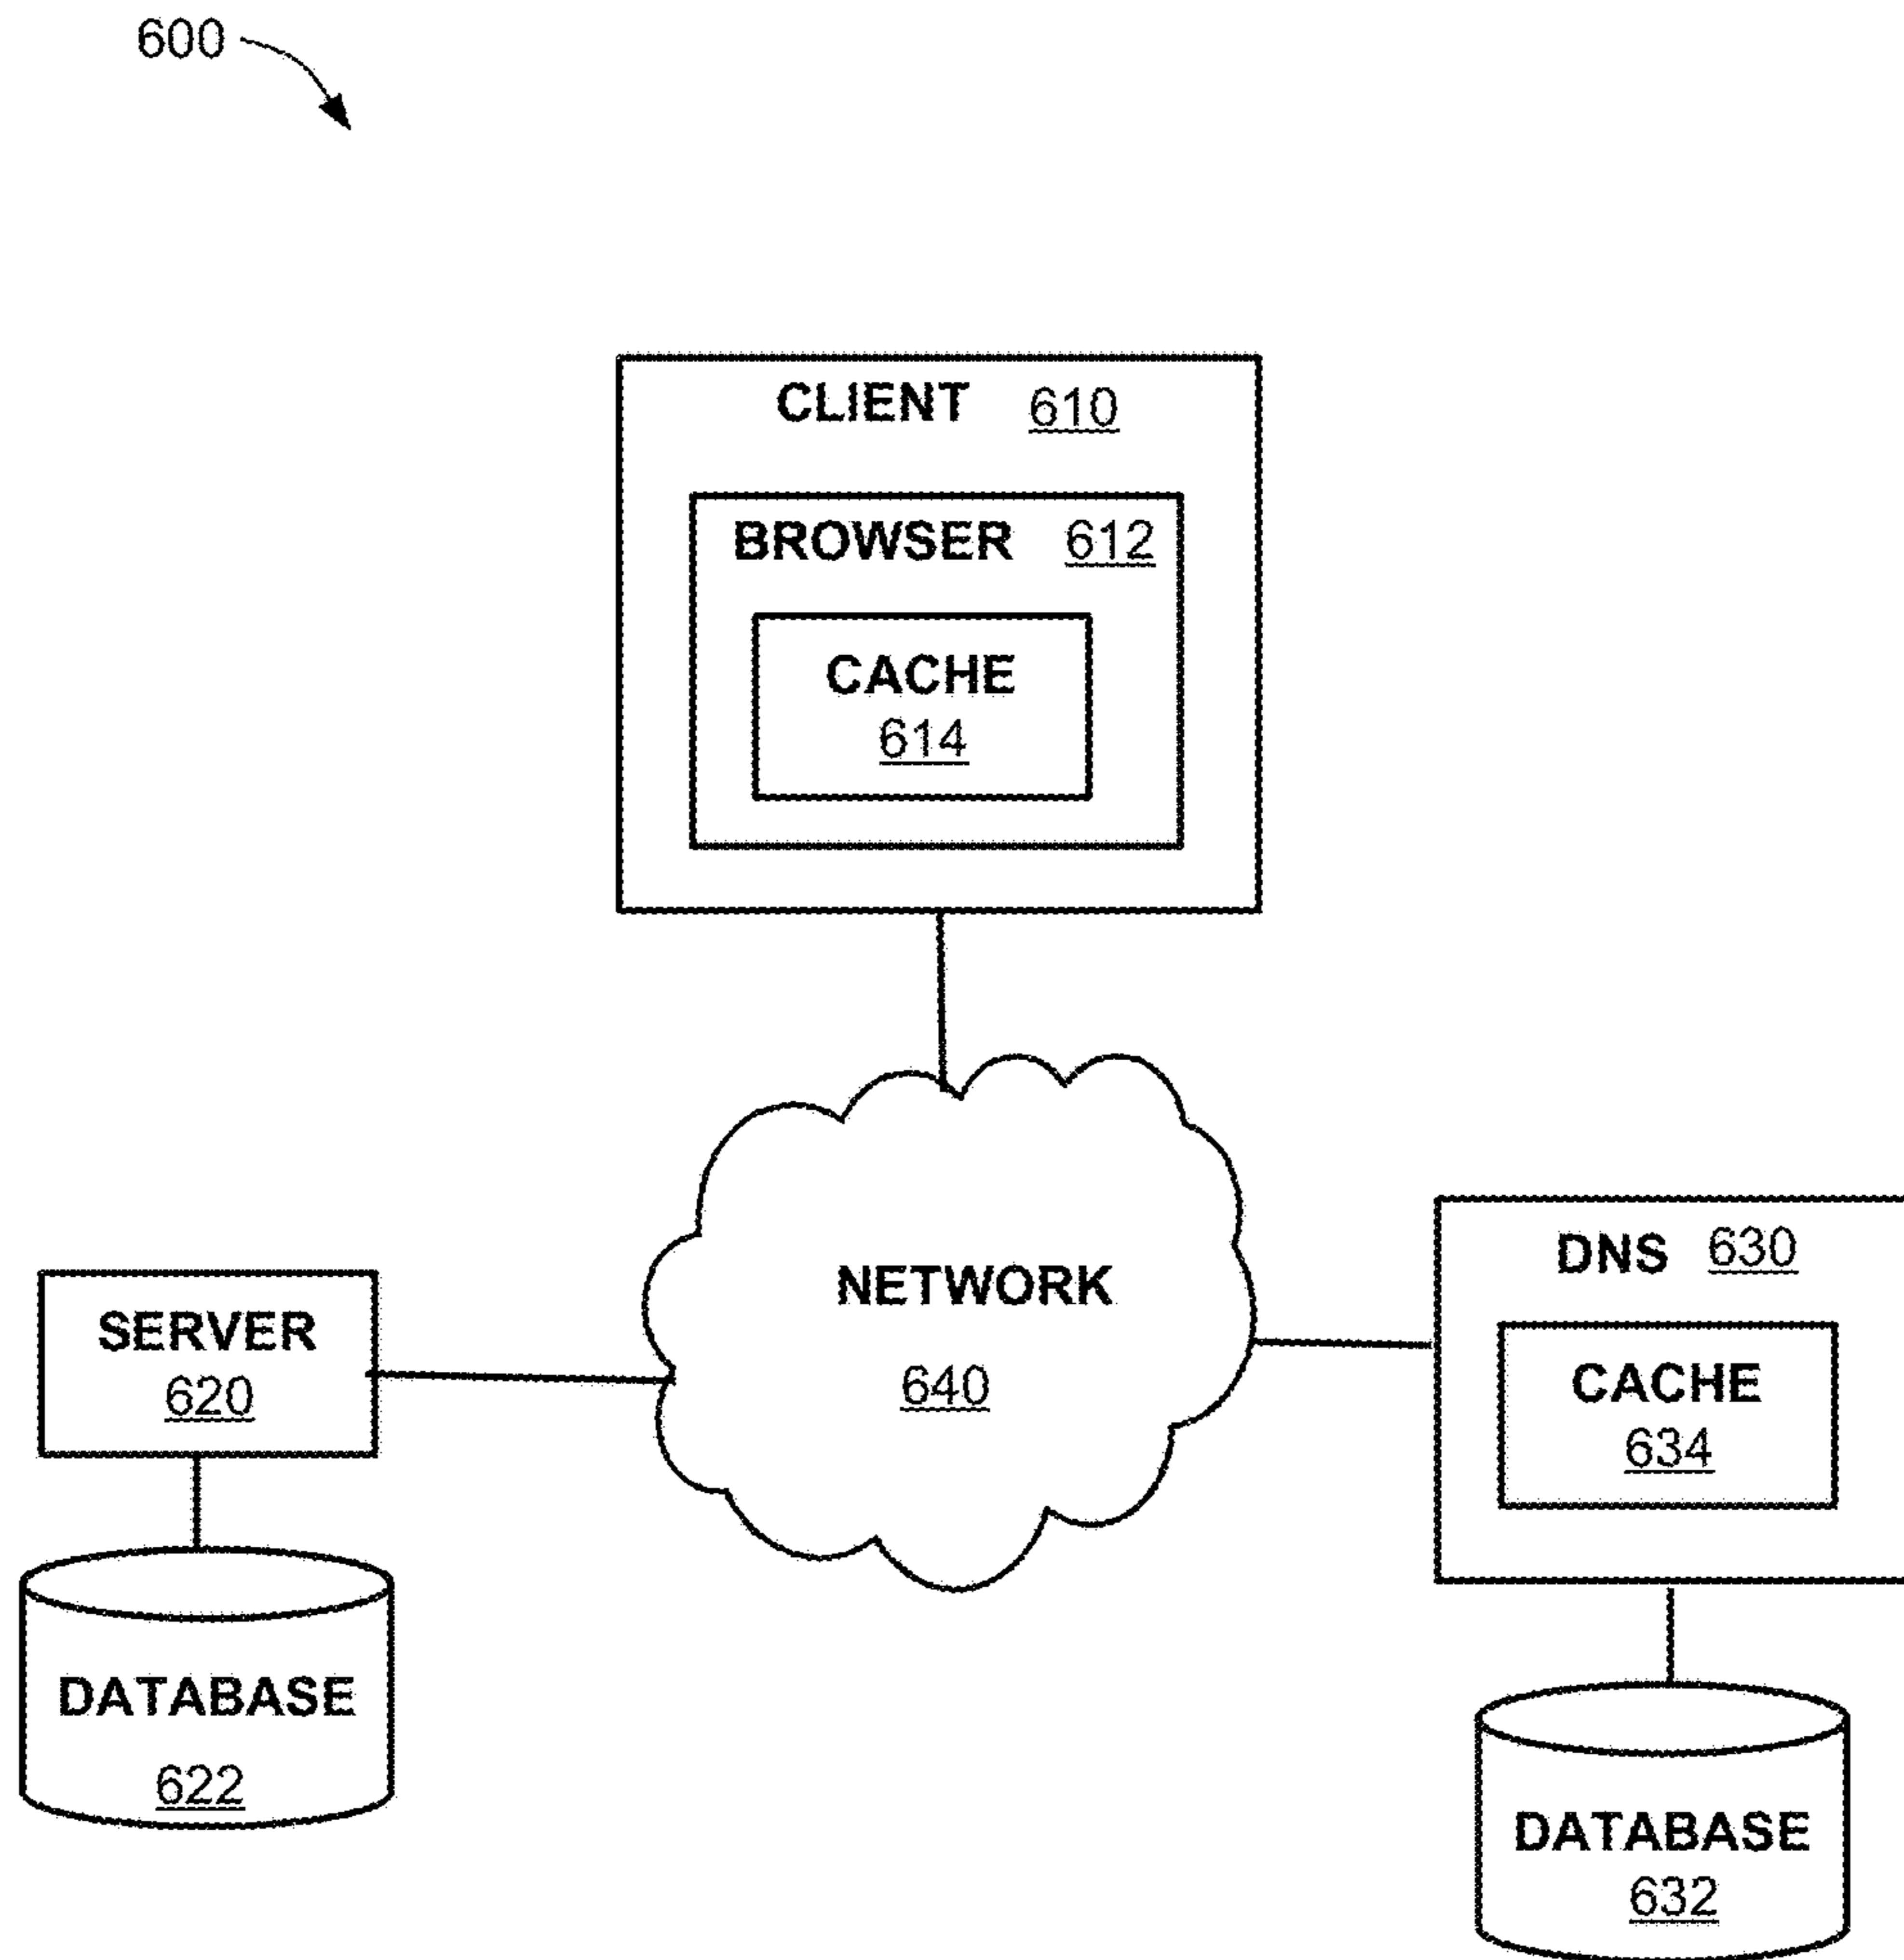 600
CLIENT 610
BROWSER 612
CACHE
614
NETWORK
640
SERVER
620
DATABASE
622
DNS 630
CACHE
634
DATABASE
632